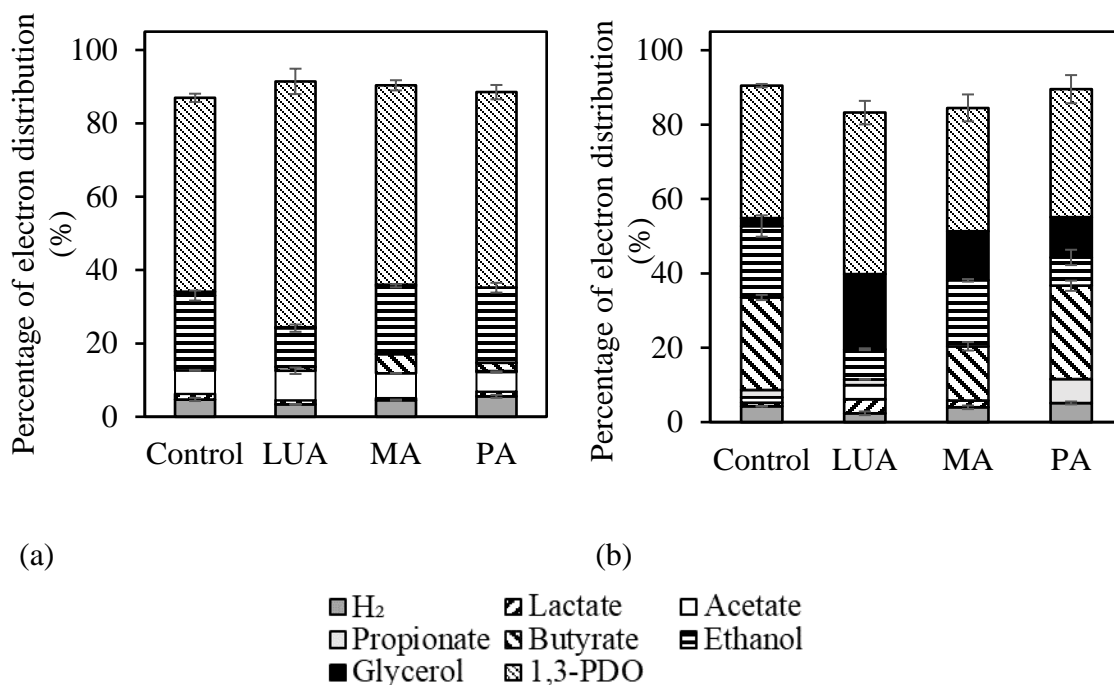 Percentage of electron distribution
(%)
100
80
60
40
20
0
Control LUA MA PA
(a)
Percentage of electron distribution
(%)
100
80
60
40
20
0
Control LUA MA PA
(b)
H₂ Lactate Acetate
Propionate Butyrate Ethanol
Glycerol 1,3-PDO